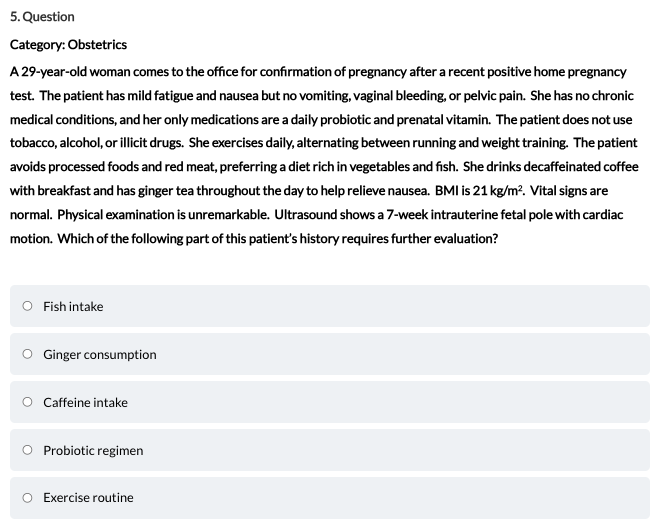 5. Question
Category: Obstetrics
A 29-year-old woman comes to the office for confirmation of pregnancy after a recent positive home pregnancy
test. The patient has mild fatigue and nausea but no vomiting, vaginal bleeding, or pelvic pain. She has no chronic
medical conditions, and her only medications are a daily probiotic and prenatal vitamin. The patient does not use
tobacco, alcohol, or illicit drugs. She exercises daily, alternating between running and weight training. The patient
avoids processed foods and red meat, preferring a diet rich in vegetables and fish. She drinks decaffeinated coffee
with breakfast and has ginger tea throughout the day to help relieve nausea. BMI is 21 kg/m². Vital signs are
normal. Physical examination is unremarkable. Ultrasound shows a 7-week intrauterine fetal pole with cardiac
motion. Which of the following part of this patient's history requires further evaluation?
Fish intake
Ginger consumption
Caffeine intake
Probiotic regimen
Exercise routine